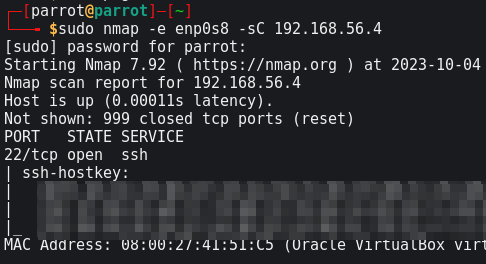 ┌─[parrot@parrot]─[~]
└──╼ $sudo nmap -e enp0s8 -sC 192.168.56.4
[sudo] password for parrot:
Starting Nmap 7.92 ( https://nmap.org ) at 2023-10-04
Nmap scan report for 192.168.56.4
Host is up (0.00011s latency).
Not shown: 999 closed tcp ports (reset)
PORT   STATE SERVICE
22/tcp open  ssh
| ssh-hostkey:
|
|
|_
MAC Address: 08:00:27:41:51:C5 (Oracle VirtualBox virt